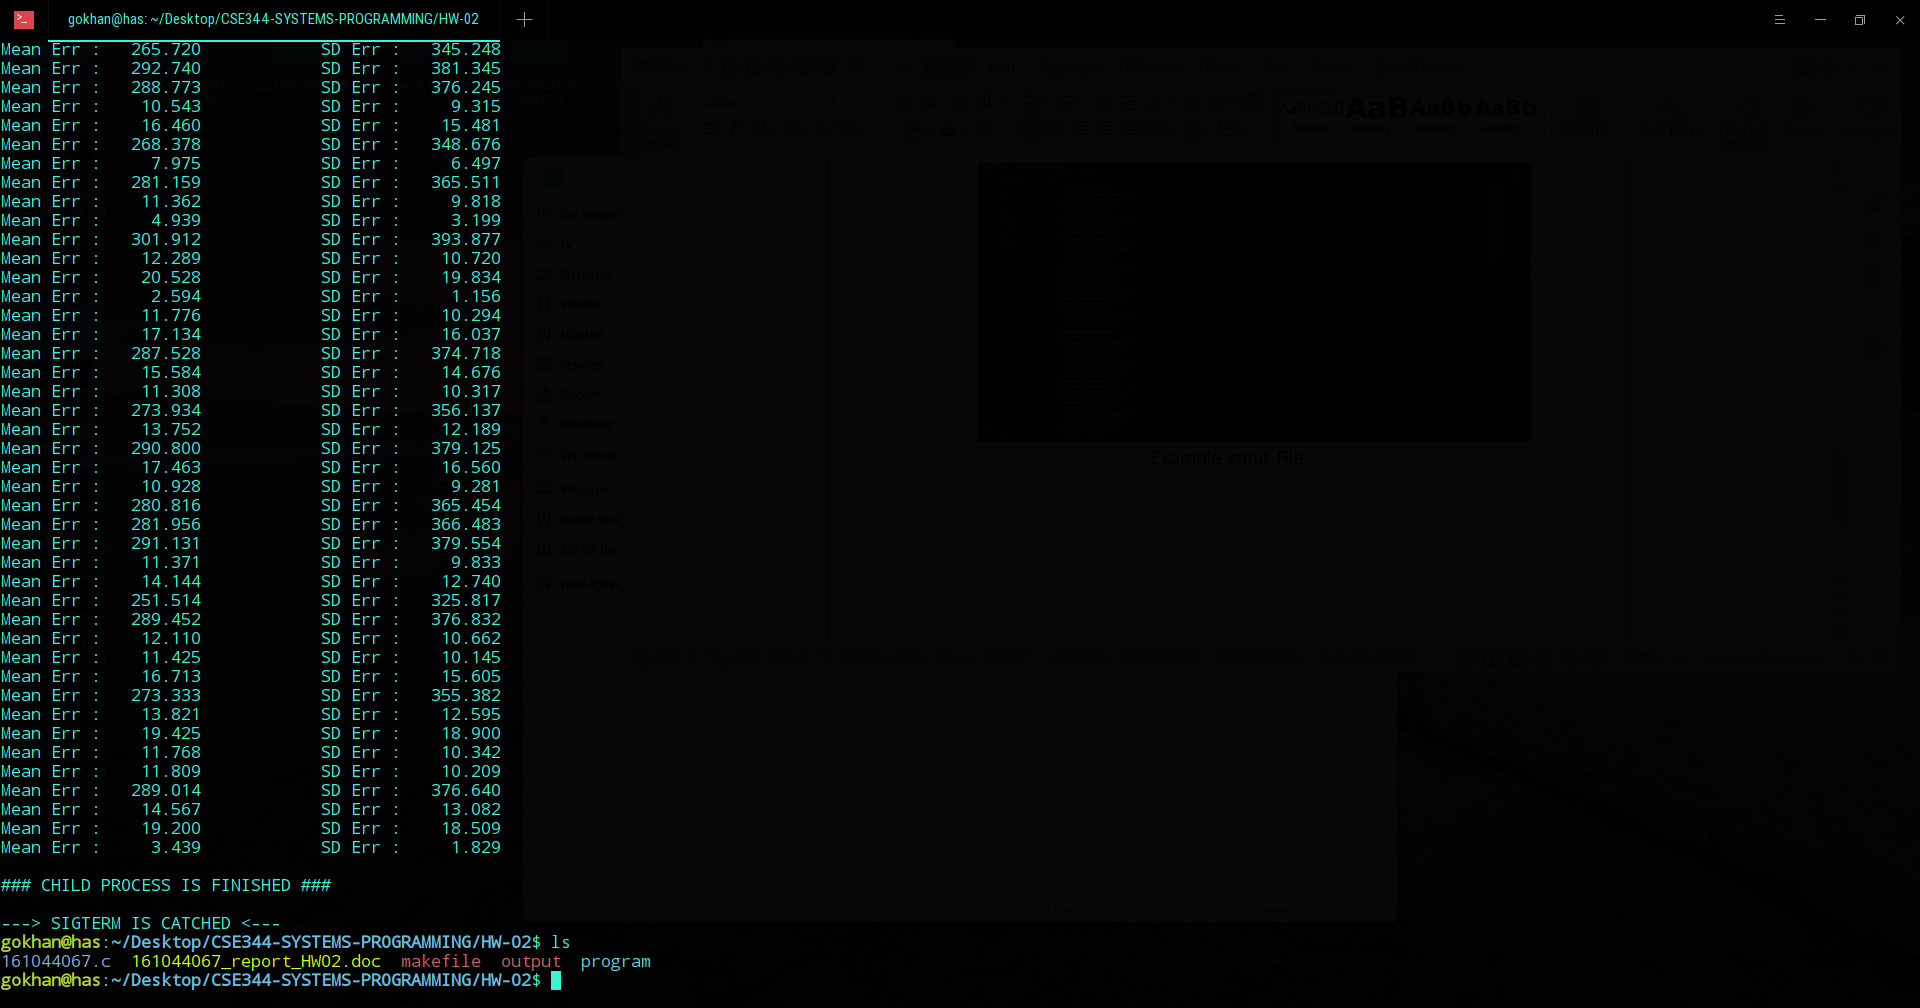 gokhan@has: ~/Desktop/CSE344-SYSTEMS-PROGRAMMING/HW-02
Mean Err : 265.720 SD Err : 345.248
Mean Err : 292.740 SD Err : 381.345
Mean Err : 288.773 SD Err : 376.245
Mean Err : 10.543 SD Err : 9.315
Mean Err : 16.460 SD Err : 15.481
Mean Err : 268.378 SD Err : 348.676
Mean Err : 7.975 SD Err : 6.497
Mean Err : 281.159 SD Err : 365.511
Mean Err : 11.362 SD Err : 9.818
Mean Err : 4.939 SD Err : 3.199
Mean Err : 301.912 SD Err : 393.877
Mean Err : 12.289 SD Err : 10.720
Mean Err : 20.528 SD Err : 19.834
Mean Err : 2.594 SD Err : 1.156
Mean Err : 11.776 SD Err : 10.294
Mean Err : 17.134 SD Err : 16.037
Mean Err : 287.528 SD Err : 374.718
Mean Err : 15.584 SD Err : 14.676
Mean Err : 11.308 SD Err : 10.317
Mean Err : 273.934 SD Err : 356.137
Mean Err : 13.752 SD Err : 12.189
Mean Err : 290.800 SD Err : 379.125
Mean Err : 17.463 SD Err : 16.560
Mean Err : 10.928 SD Err : 9.281
Mean Err : 280.816 SD Err : 365.454
Mean Err : 281.956 SD Err : 366.483
Mean Err : 291.131 SD Err : 379.554
Mean Err : 11.371 SD Err : 9.833
Mean Err : 14.144 SD Err : 12.740
Mean Err : 251.514 SD Err : 325.817
Mean Err : 289.452 SD Err : 376.832
Mean Err : 12.110 SD Err : 10.662
Mean Err : 11.425 SD Err : 10.145
Mean Err : 16.713 SD Err : 15.605
Mean Err : 273.333 SD Err : 355.382
Mean Err : 13.821 SD Err : 12.595
Mean Err : 19.425 SD Err : 18.900
Mean Err : 11.768 SD Err : 10.342
Mean Err : 11.809 SD Err : 10.209
Mean Err : 289.014 SD Err : 376.640
Mean Err : 14.567 SD Err : 13.082
Mean Err : 19.200 SD Err : 18.509
Mean Err : 3.439 SD Err : 1.829
### CHILD PROCESS IS FINISHED ###
---> SIGTERM IS CATCHED <---
gokhan@has:~/Desktop/CSE344-SYSTEMS-PROGRAMMING/HW-02$ ls
161044067.c 161044067_report_HW02.doc makefile output program
gokhan@has:~/Desktop/CSE344-SYSTEMS-PROGRAMMING/HW-02$
AaBbCcD AaB AaBb AaBb
Example Input File